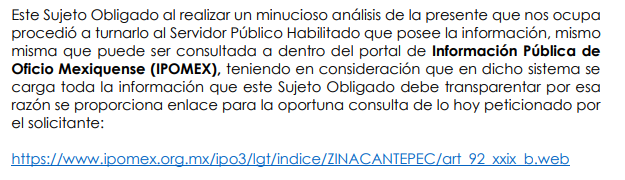 Este Sujeto Obligado al realizar un minucioso análisis de la presente que nos ocupa
procedió a turnarlo al Servidor Público Habilitado que posee la información, mismo
misma que puede ser consultada a dentro del portal de Información Pública de
Oficio Mexiquense (IPOMEX), teniendo en consideración que en dicho sistema se
carga toda la información que este Sujeto Obligado debe transparentar por esa
razón se proporciona enlace para la oportuna consulta de lo hoy peticionado por
el solicitante:
https://www.ipomex.org.mx/ipo3/lgt/indice/ZINACANTEPEC/art_92_xxix_b.web